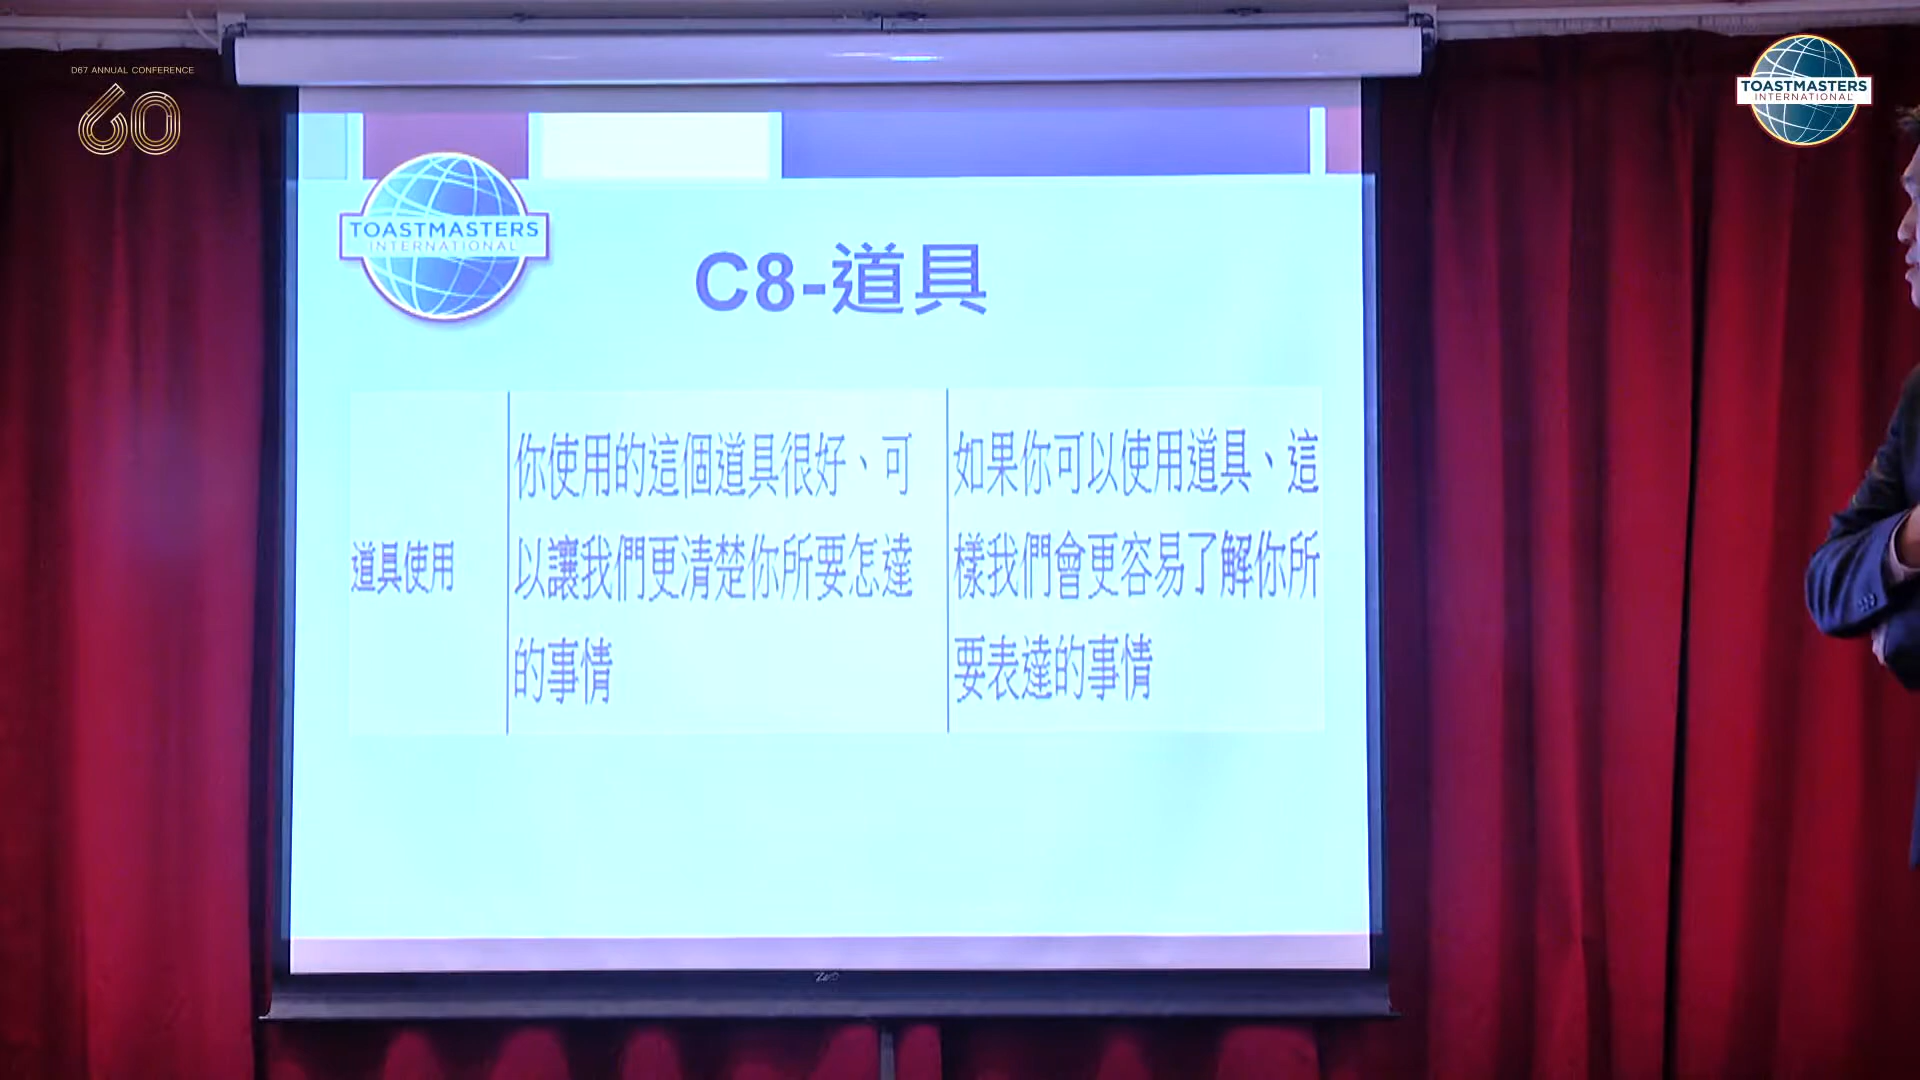 D67 ANNUAL CONFERENCE
60
TOASTMASTERS
INTERNATIONAL
TOASTMASTERS
INTERNATIONAL
C8-道具
道具使用
你使用的這個道具很好、可
以讓我們更清楚你所要怎達
的事情
如果你可以使用道具、這
樣我們會更容易了解你所
要表達的事情